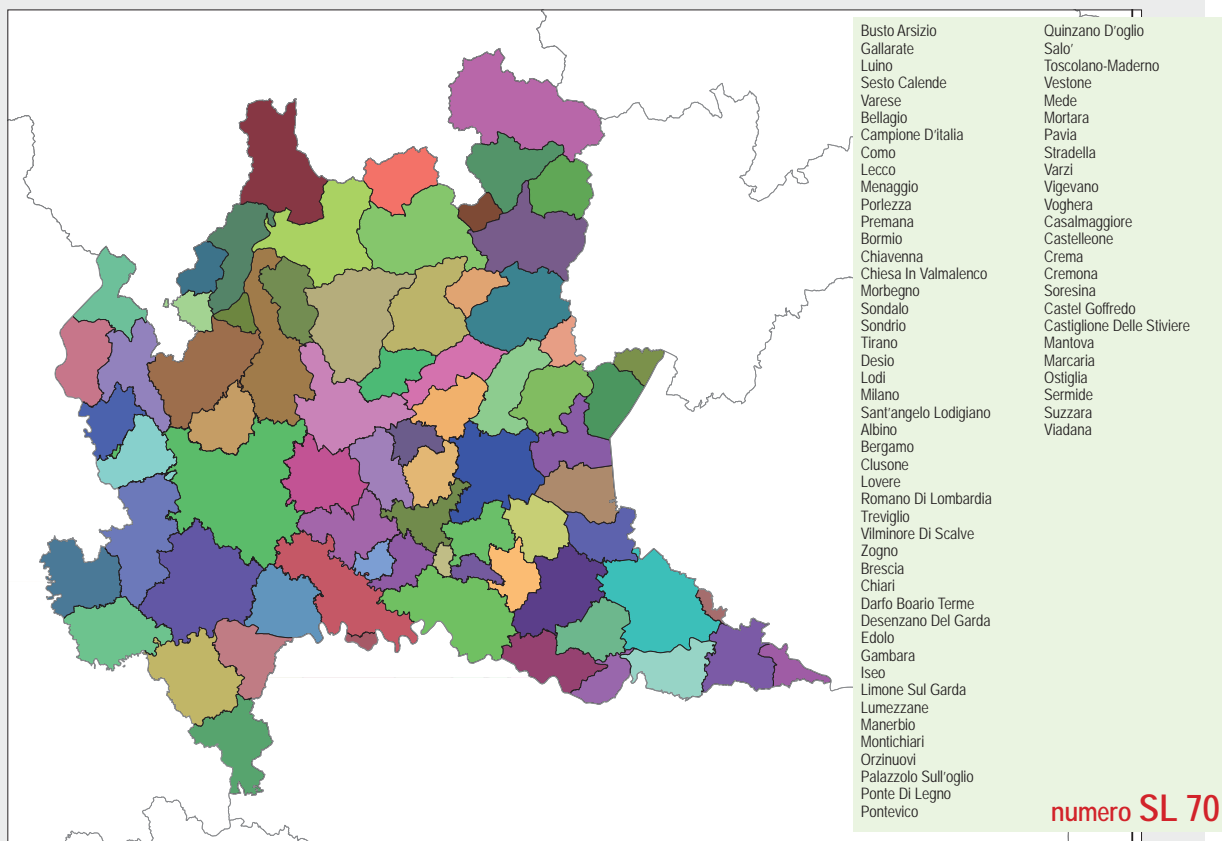 Busto Arsizio
Gallarate
Luino
Sesto Calende
Varese
Bellagio
Campione D'italia
Como
Lecco
Menaggio
Porlezza
Premana
Bormio
Chiavenna
Chiesa In Valmalenco
Morbegno
Sondalo
Sondrio
Tirano
Desio
Lodi
Milano
Sant'angelo Lodigiano
Albino
Bergamo
Clusone
Lovere
Romano Di Lombardia
Treviglio
Vilminore Di Scalve
Zogno
Brescia
Chiari
Darfo Boario Terme
Desenzano Del Garda
Edolo
Gambara
Iseo
Limone Sul Garda
Lumezzane
Manerbio
Montichiari
Orzinuovi
Palazzolo Sull'oglio
Ponte Di Legno
Pontevico
Quinzano D'oglio
Salo'
Toscolano-Maderno
Vestone
Mede
Mortara
Pavia
Stradella
Varzi
Vigevano
Voghera
Casalmaggiore
Castelleone
Crema
Cremona
Soresina
Castel Goffredo
Castiglione Delle Stiviere
Mantova
Marcaria
Ostiglia
Sermide
Suzzara
Viadana
numero SL 70